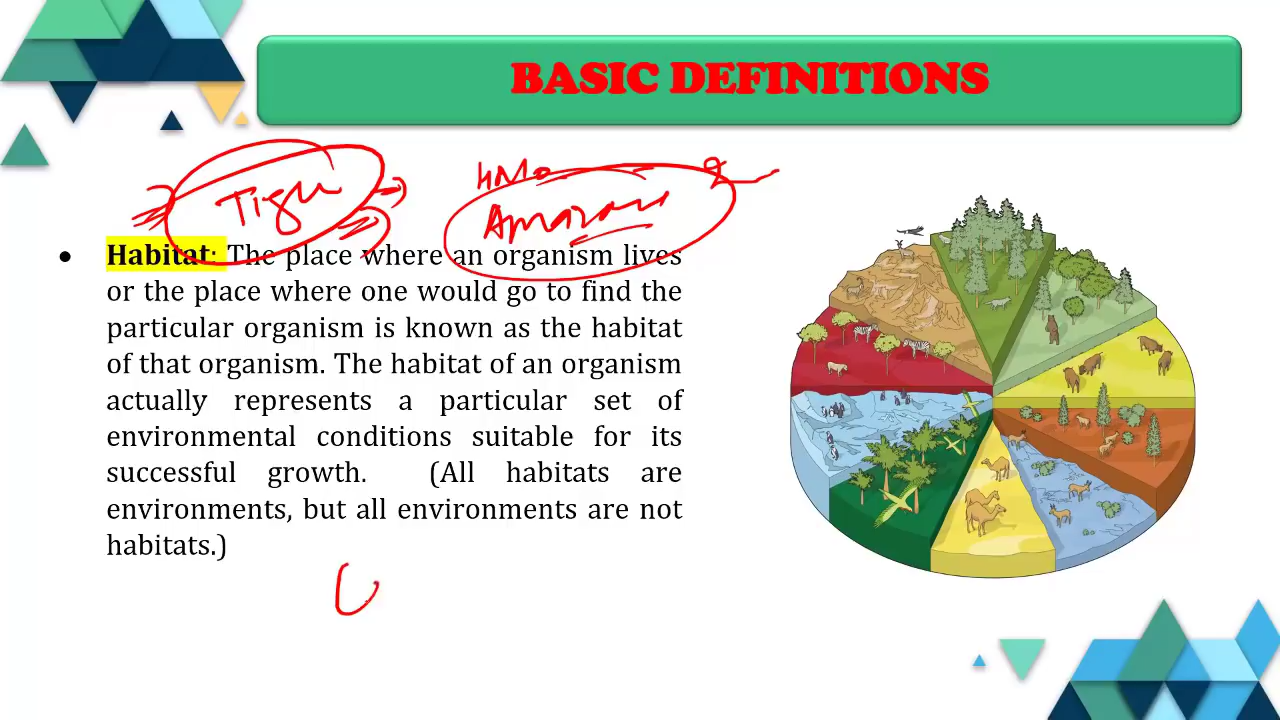 BASIC DEFINITIONS
Tiger
Amazon
• Habitat: The place where an organism lives
or the place where one would go to find the
particular organism is known as the habitat
of that organism. The habitat of an organism
actually represents a particular set of
environmental conditions suitable for its
successful growth. (All habitats are
environments, but all environments are not
habitats.)